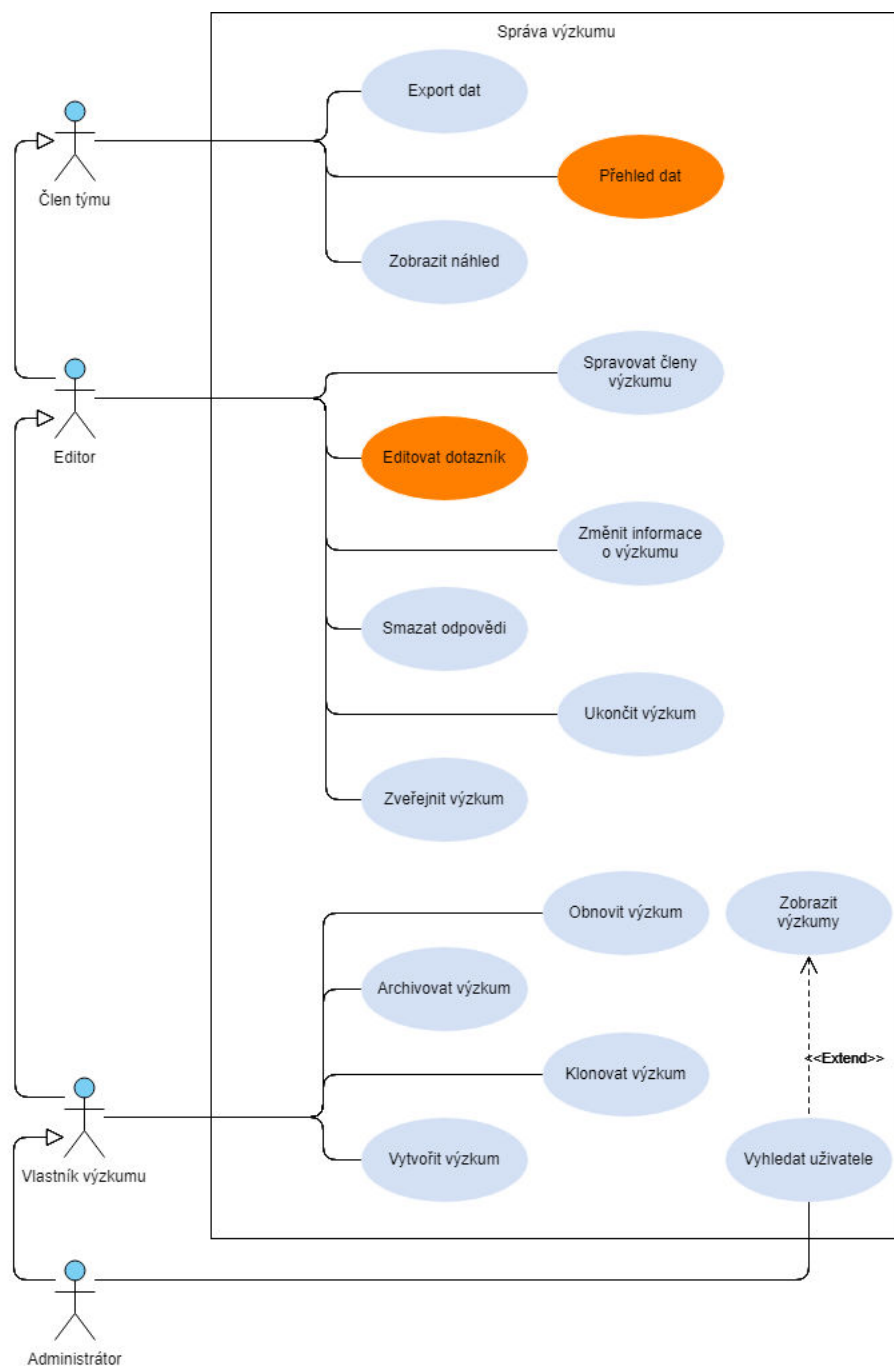 Správa výzkumu
Export dat
Přehled dat
Člen týmu
Zobrazit náhled
Spravovat členy
výzkumu
Editor
Editovat dotazník
Změnit informace
o výzkumu
Smazat odpovědi
Ukončit výzkum
Zveřejnit výzkum
Obnovit výzkum
Zobrazit
výzkumy
Archivovat výzkum
<<Extend>>
Klonovat výzkum
Vytvořit výzkum
Vyhledat uživatele
Vlastník výzkumu
Administrátor